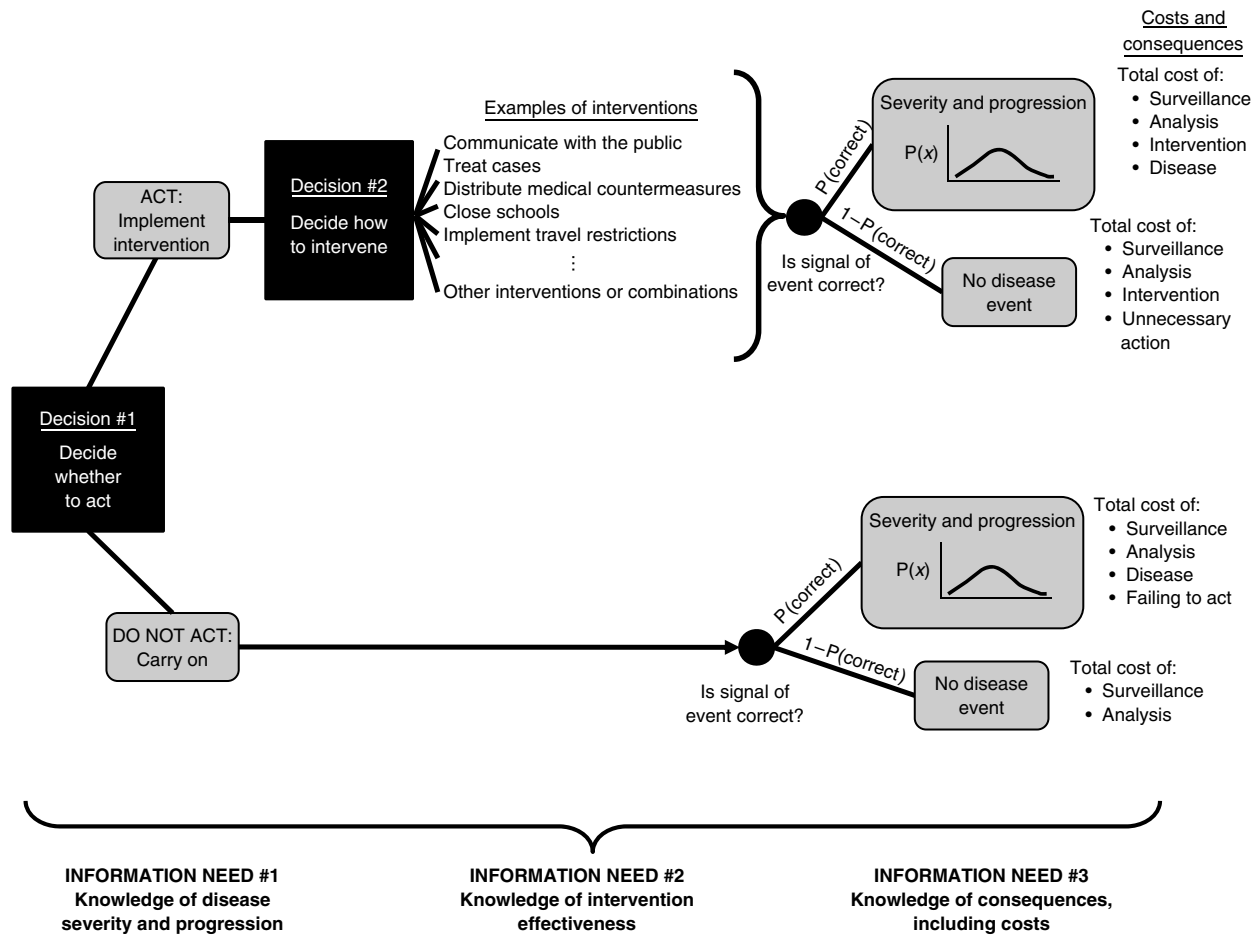 Costs and
consequences
Examples of interventions
Communicate with the public
Treat cases
Distribute medical countermeasures
Close schools
Implement travel restrictions
⋮
Other interventions or combinations
ACT:
Implement
intervention
Decision #2
Decide how
to intervene
Is signal of
event correct?
P(correct)
1–P(correct)
Severity and progression
P(x)
No disease
event
Total cost of:
• Surveillance
• Analysis
• Intervention
• Disease
Total cost of:
• Surveillance
• Analysis
• Intervention
• Unnecessary
action
Decision #1
Decide
whether
to act
DO NOT ACT:
Carry on
Is signal of
event correct?
P(correct)
1–P(correct)
Severity and progression
P(x)
No disease
event
Total cost of:
• Surveillance
• Analysis
• Disease
• Failing to act
Total cost of:
• Surveillance
• Analysis
INFORMATION NEED #1
Knowledge of disease
severity and progression
INFORMATION NEED #2
Knowledge of intervention
effectiveness
INFORMATION NEED #3
Knowledge of consequences,
including costs